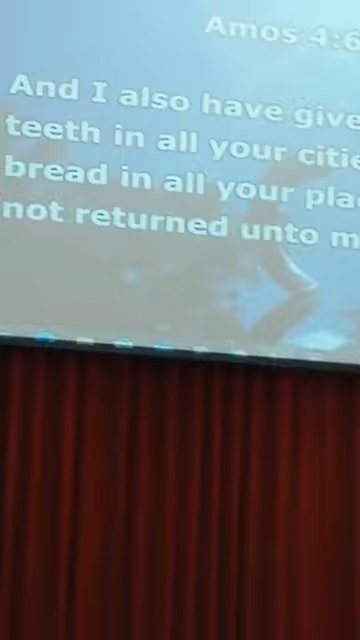 Amos 4:6
And I also have give
teeth in all your citie
bread in all your pla
not returned unto m